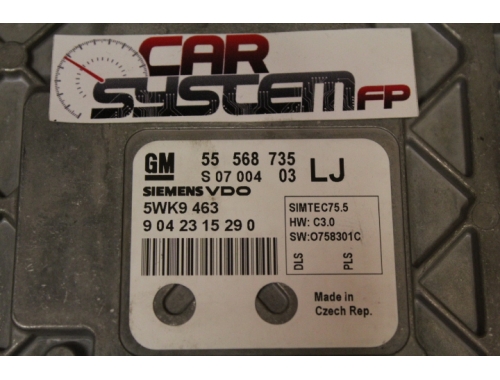 CAR
SYSTEM FP
GM 55 568 735 LJ
S 07 004 03
SIEMENS VDO
5WK9 463
9 04 23 15 29 0
SIMTEC75.5
HW: C3.0
SW:O758301C
DLS
PLS
Made in
Czech Rep.